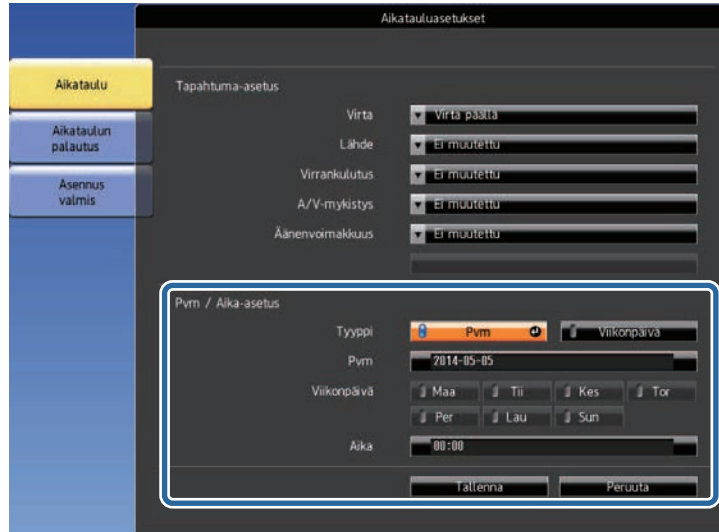 Aikatauluasetukset
Aikataulu
Aikataulun
palautus
Asennus
valmis
Tapahtuma-asetus
Virta Virta päällä
Lähde Ei muutettu
Virrankulutus Ei muutettu
A/V-mykistys Ei muutettu
Äänenvoimakkuus Ei muutettu
Pvm / Aika-asetus
Tyyppi Pvm Viikonpäivä
Pvm 2014-05-05
Viikonpäivä Maa Tii Kes Tor
Per Lau Sun
Aika 00:00
Tallenna Peruuta